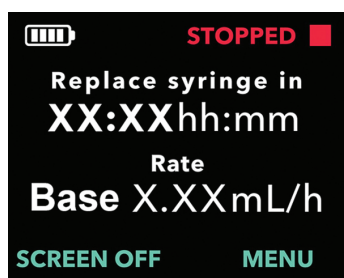 STOPPED
Replace syringe in
XX:XXhh:mm
Rate
Base X.XXmL/h
SCREEN OFF MENU